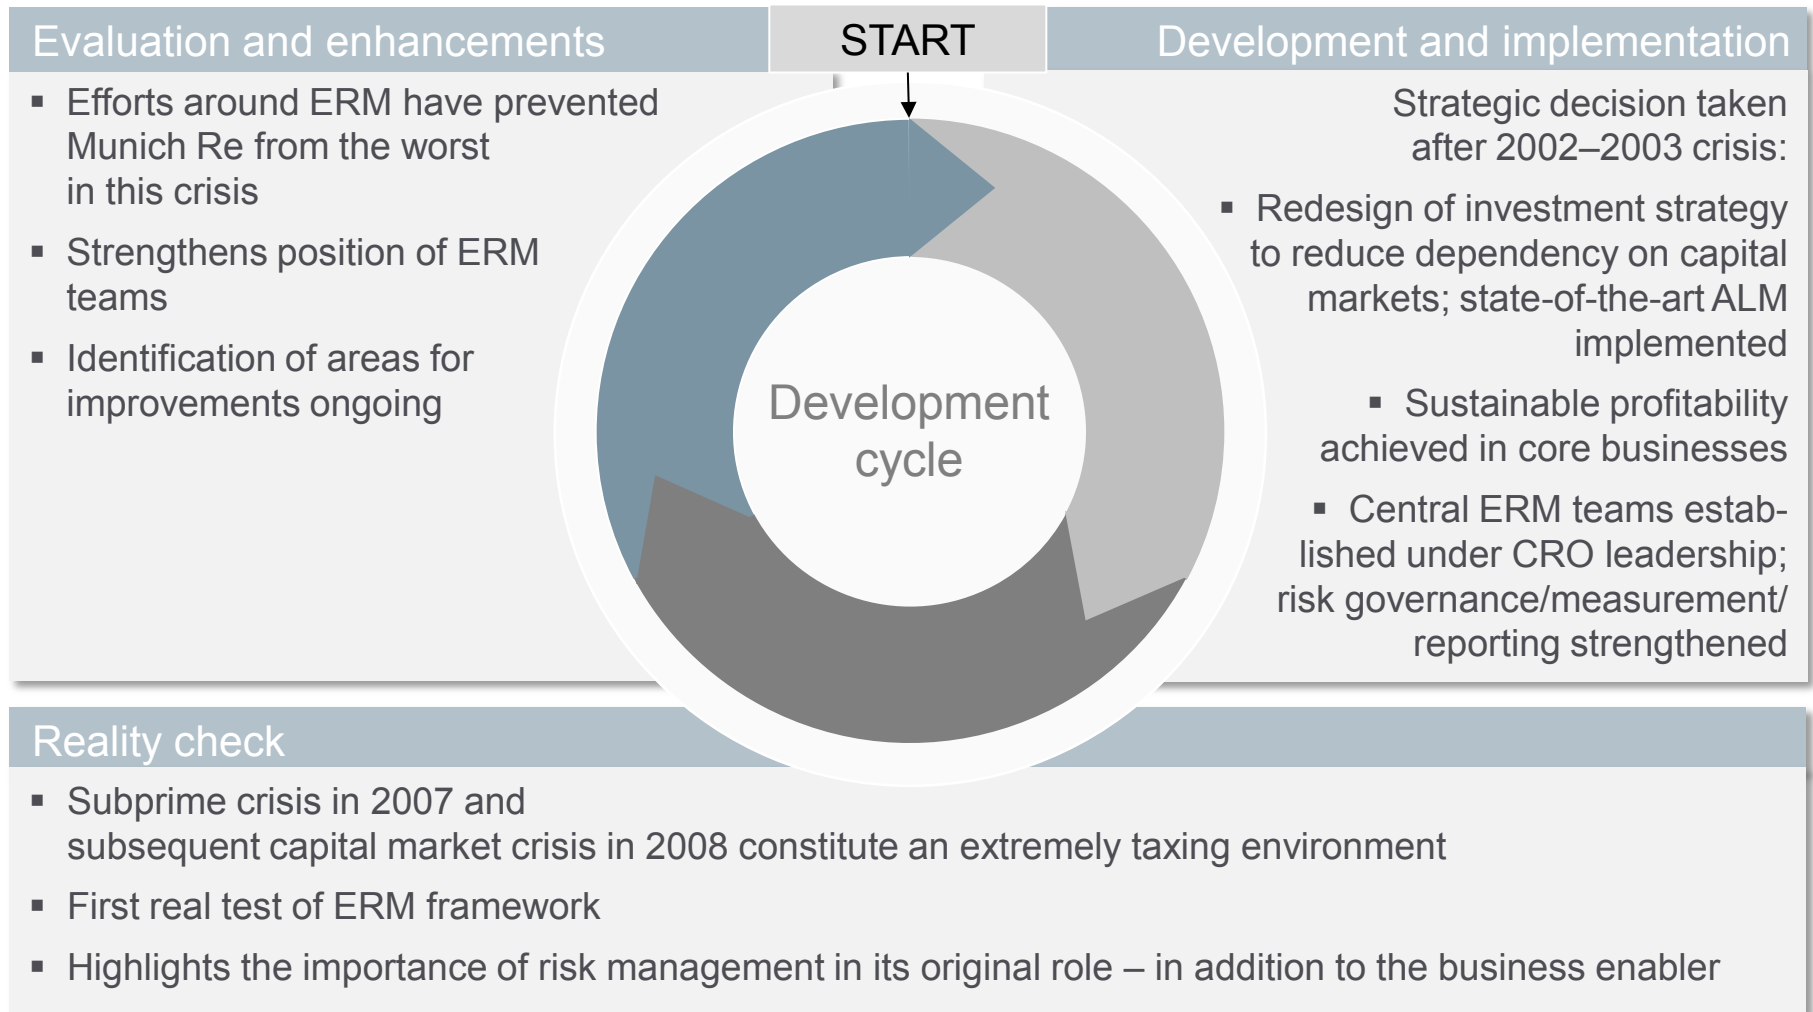 Evaluation and enhancements
START
Development and implementation
▪ Efforts around ERM have prevented
Munich Re from the worst
in this crisis
▪ Strengthens position of ERM
teams
▪ Identification of areas for
improvements ongoing
Development
cycle
Strategic decision taken
after 2002–2003 crisis:
▪ Redesign of investment strategy
to reduce dependency on capital
markets; state-of-the-art ALM
implemented
▪ Sustainable profitability
achieved in core businesses
▪ Central ERM teams estab-
lished under CRO leadership;
risk governance/measurement/
reporting strengthened
Reality check
▪ Subprime crisis in 2007 and
subsequent capital market crisis in 2008 constitute an extremely taxing environment
▪ First real test of ERM framework
▪ Highlights the importance of risk management in its original role – in addition to the business enabler